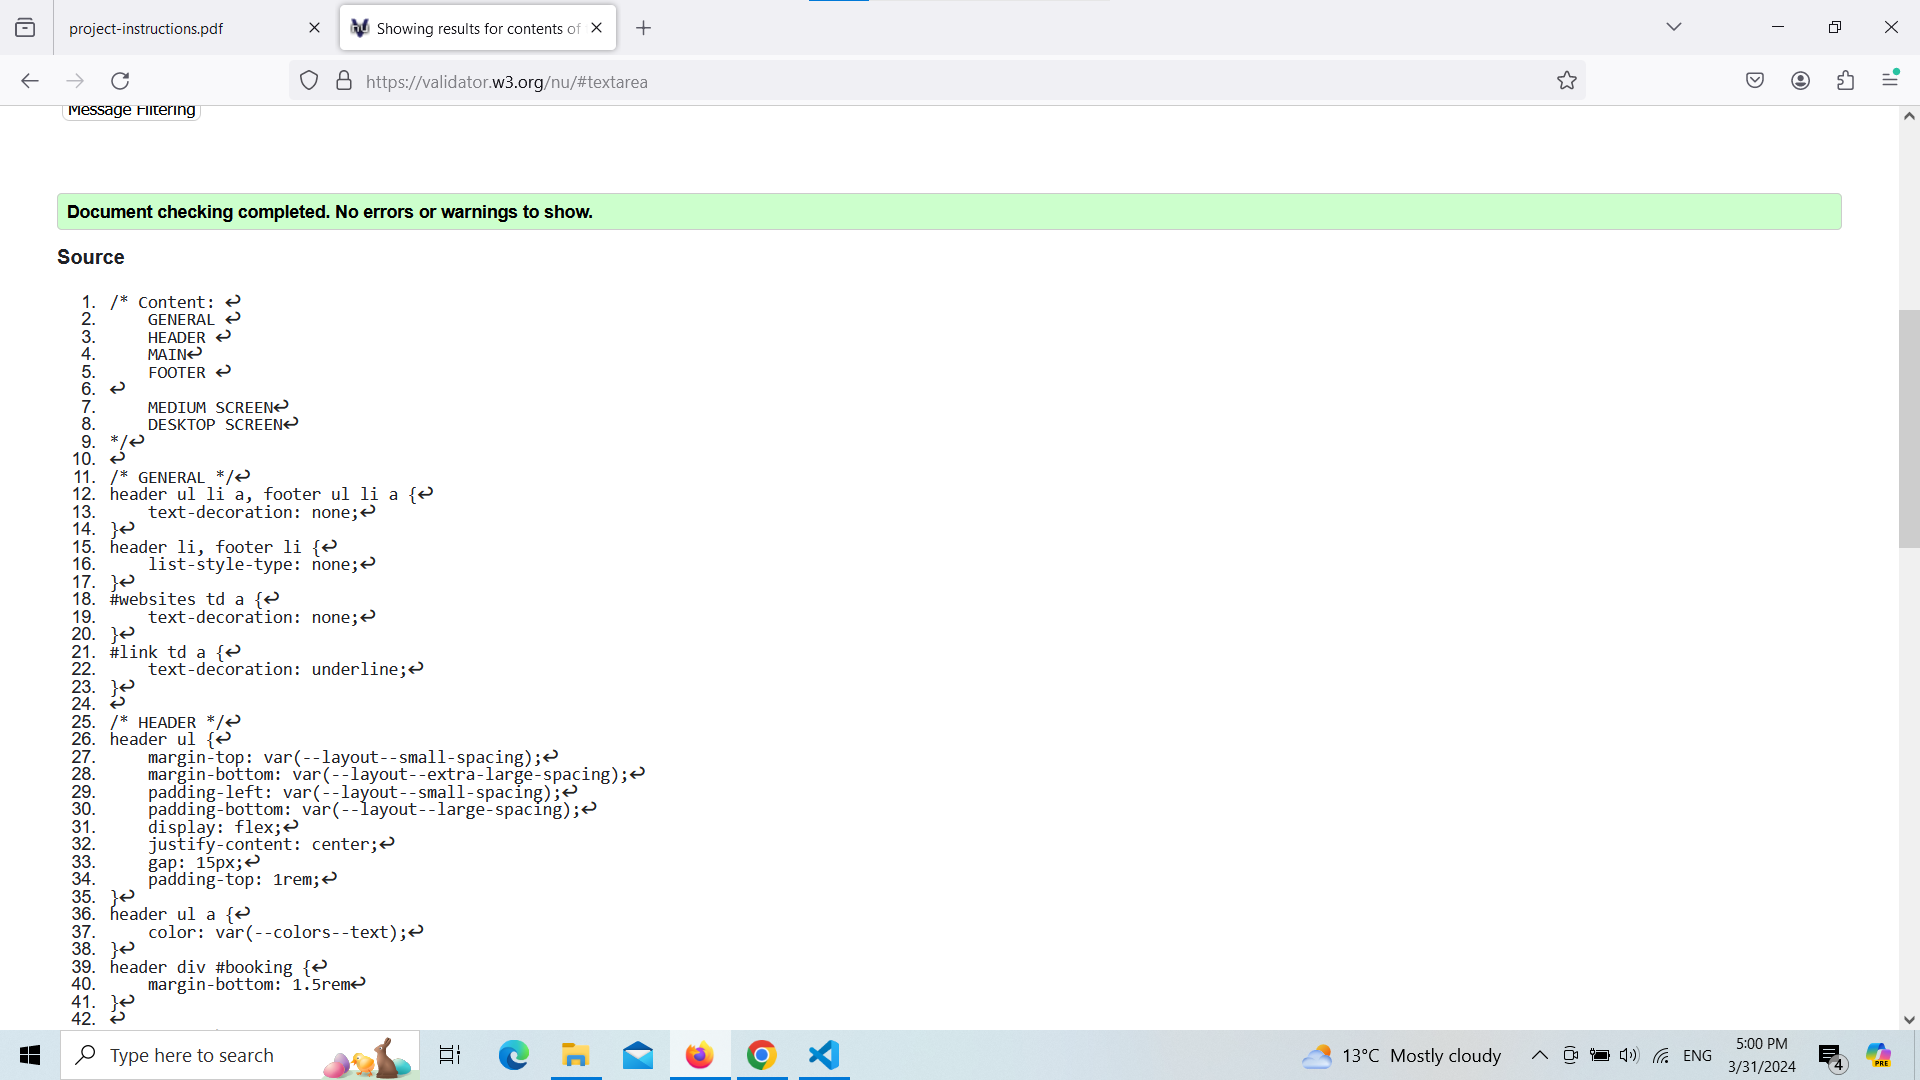 project-instructions.pdf
Showing results for contents of
https://validator.w3.org/nu/#textarea
Message Filtering
Document checking completed. No errors or warnings to show.
Source
1. /* Content: ↩
2. GENERAL ↩
3. HEADER ↩
4. MAIN↩
5. FOOTER ↩
6. ↩
7. MEDIUM SCREEN↩
8. DESKTOP SCREEN↩
9. */↩
10. ↩
11. /* GENERAL */↩
12. header ul li a, footer ul li a {↩
13. text-decoration: none;↩
14. }↩
15. header li, footer li {↩
16. list-style-type: none;↩
17. }↩
18. #websites td a {↩
19. text-decoration: none;↩
20. }↩
21. #link td a {↩
22. text-decoration: underline;↩
23. }↩
24. ↩
25. /* HEADER */↩
26. header ul {↩
27. margin-top: var(--layout--small-spacing);↩
28. margin-bottom: var(--layout--extra-large-spacing);↩
29. padding-left: var(--layout--small-spacing);↩
30. padding-bottom: var(--layout--large-spacing);↩
31. display: flex;↩
32. justify-content: center;↩
33. gap: 15px;↩
34. padding-top: 1rem;↩
35. }↩
36. header ul a {↩
37. color: var(--colors--text);↩
38. }↩
39. header div #booking {↩
40. margin-bottom: 1.5rem↩
41. }↩
42. ↩
Type here to search
13°C Mostly cloudy
ENG
5:00 PM
3/31/2024
4
PRE